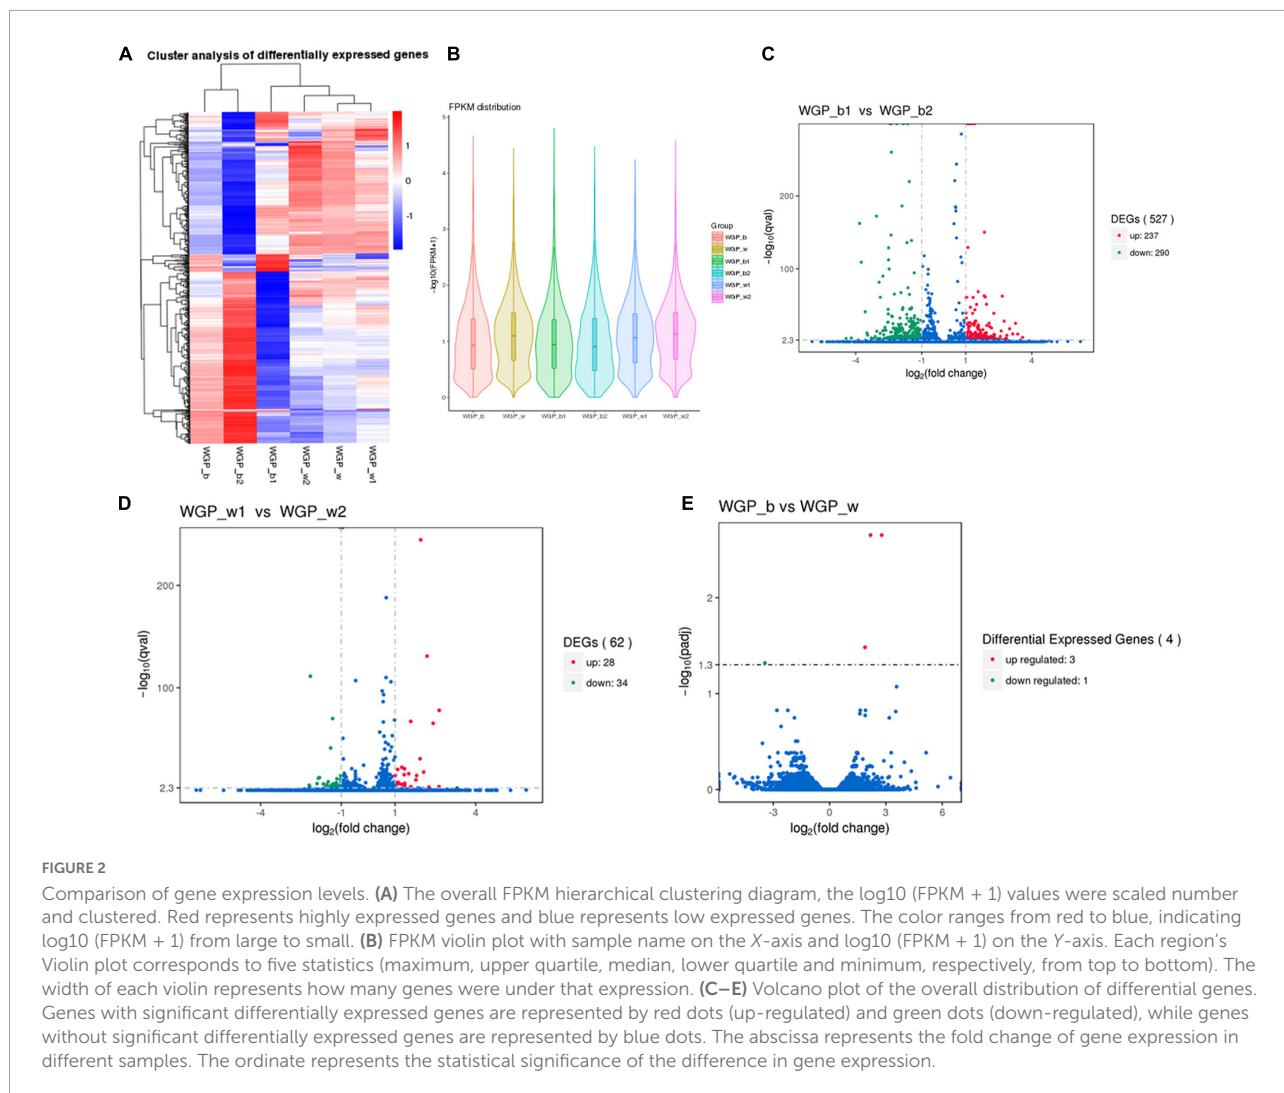 A
Cluster analysis of differentially expressed genes
1
0
-1
WGP_b
WGP_b2
WGP_b1
WGP_w2
WGP_w
WGP_w1
B
FPKM distribution
5
4
3
2
1
0
~log10(FPKM+1)
WGP_b
WGP_w
WGP_b1
WGP_b2
WGP_w1
WGP_w2
Group
WGP_b
WGP_w
WGP_b1
WGP_b2
WGP_w1
WGP_w2
C
WGP_b1 vs WGP_b2
200
100
2.3
−log10(qval)
-4
-1
1
4
log2(fold change)
DEGs ( 527 )
up: 237
down: 290
D
WGP_w1 vs WGP_w2
200
100
2.3
−log10(qval)
-4
-1
1
4
log2(fold change)
DEGs ( 62 )
up: 28
down: 34
E
WGP_b vs WGP_w
2
1.3
1
0
−log10(padj)
-3
0
3
6
log2(fold change)
Differential Expressed Genes ( 4 )
up regulated: 3
down regulated: 1
FIGURE 2
Comparison of gene expression levels. (A) The overall FPKM hierarchical clustering diagram, the log10 (FPKM + 1) values were scaled number
and clustered. Red represents highly expressed genes and blue represents low expressed genes. The color ranges from red to blue, indicating
log10 (FPKM + 1) from large to small. (B) FPKM violin plot with sample name on the X-axis and log10 (FPKM + 1) on the Y-axis. Each region's
Violin plot corresponds to five statistics (maximum, upper quartile, median, lower quartile and minimum, respectively, from top to bottom). The
width of each violin represents how many genes were under that expression. (C–E) Volcano plot of the overall distribution of differential genes.
Genes with significant differentially expressed genes are represented by red dots (up-regulated) and green dots (down-regulated), while genes
without significant differentially expressed genes are represented by blue dots. The abscissa represents the fold change of gene expression in
different samples. The ordinate represents the statistical significance of the difference in gene expression.